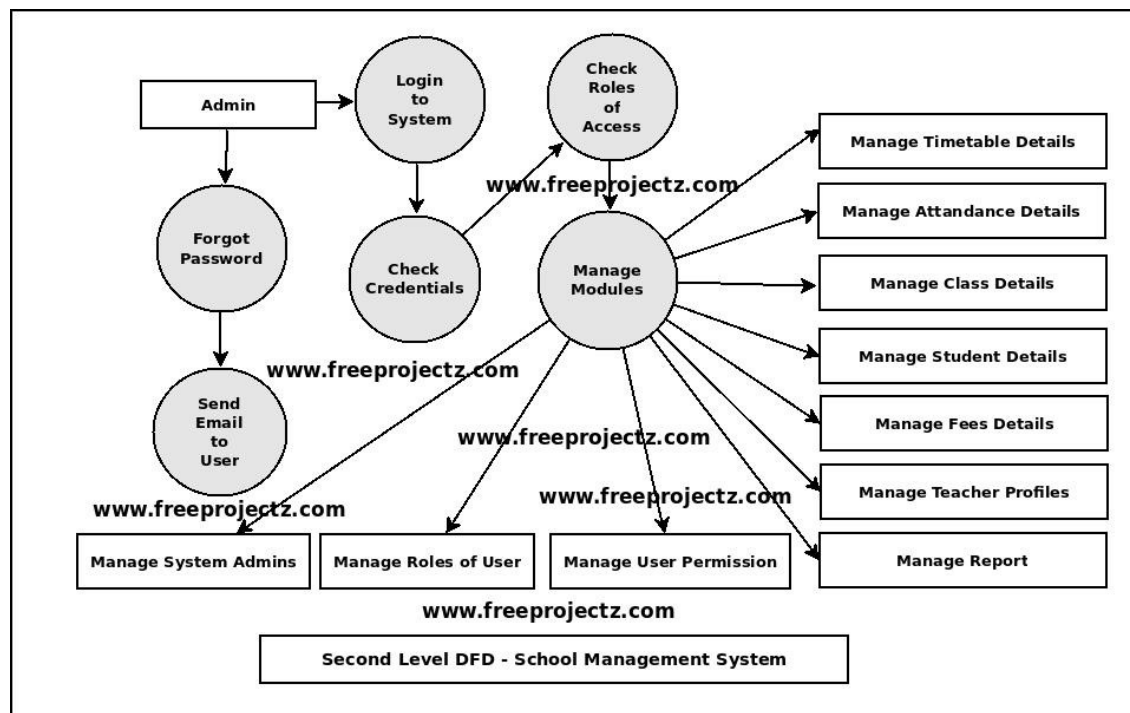 Admin
Login
to
System
Check
Roles
of
Access
Forgot
Password
Check
Credentials
Manage
Modules
Send
Email
to
User
www.freeprojectz.com
www.freeprojectz.com
www.freeprojectz.com
www.freeprojectz.com
www.freeprojectz.com
Manage Timetable Details
Manage Attandance Details
Manage Class Details
Manage Student Details
Manage Fees Details
Manage Teacher Profiles
Manage Report
Manage System Admins
Manage Roles of User
Manage User Permission
www.freeprojectz.com
Second Level DFD - School Management System